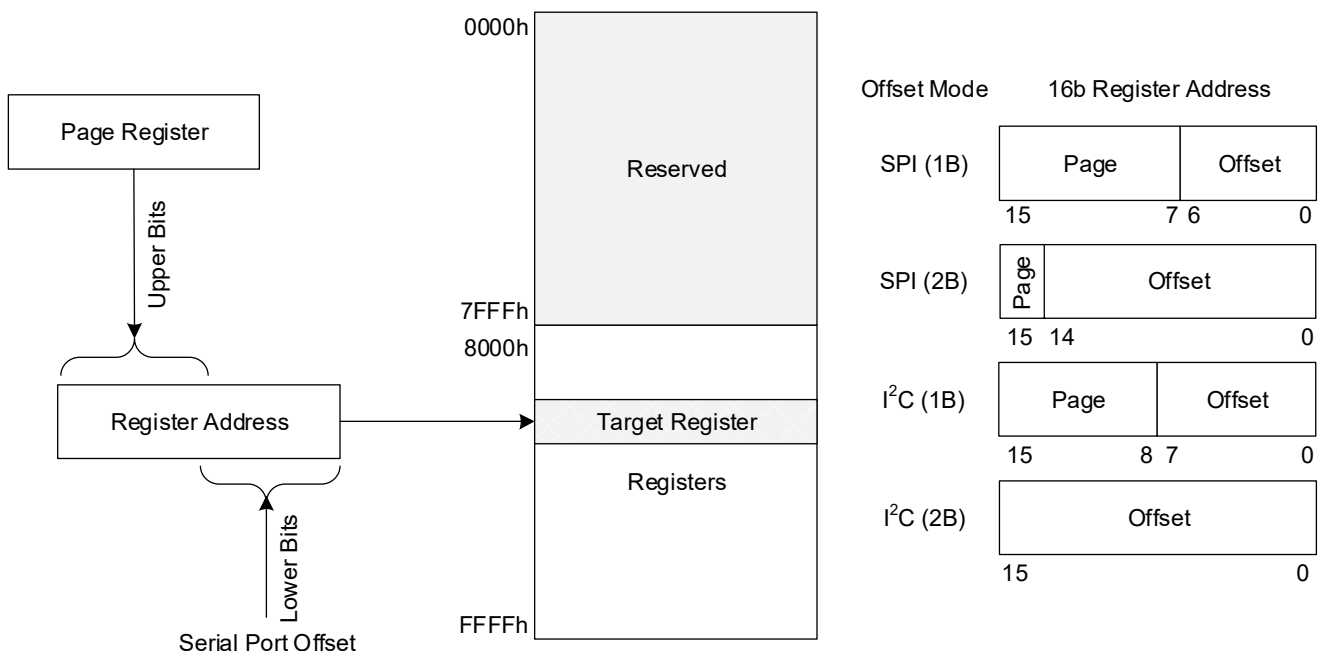 Page Register
Upper Bits
Register Address
Lower Bits
Serial Port Offset
0000h
Reserved
7FFFh
8000h
Target Register
Registers
FFFFh
Offset Mode 16b Register Address
SPI (1B) Page Offset
15 7 6 0
SPI (2B) Page Offset
15 14 0
I²C (1B) Page Offset
15 8 7 0
I²C (2B) Offset
15 0